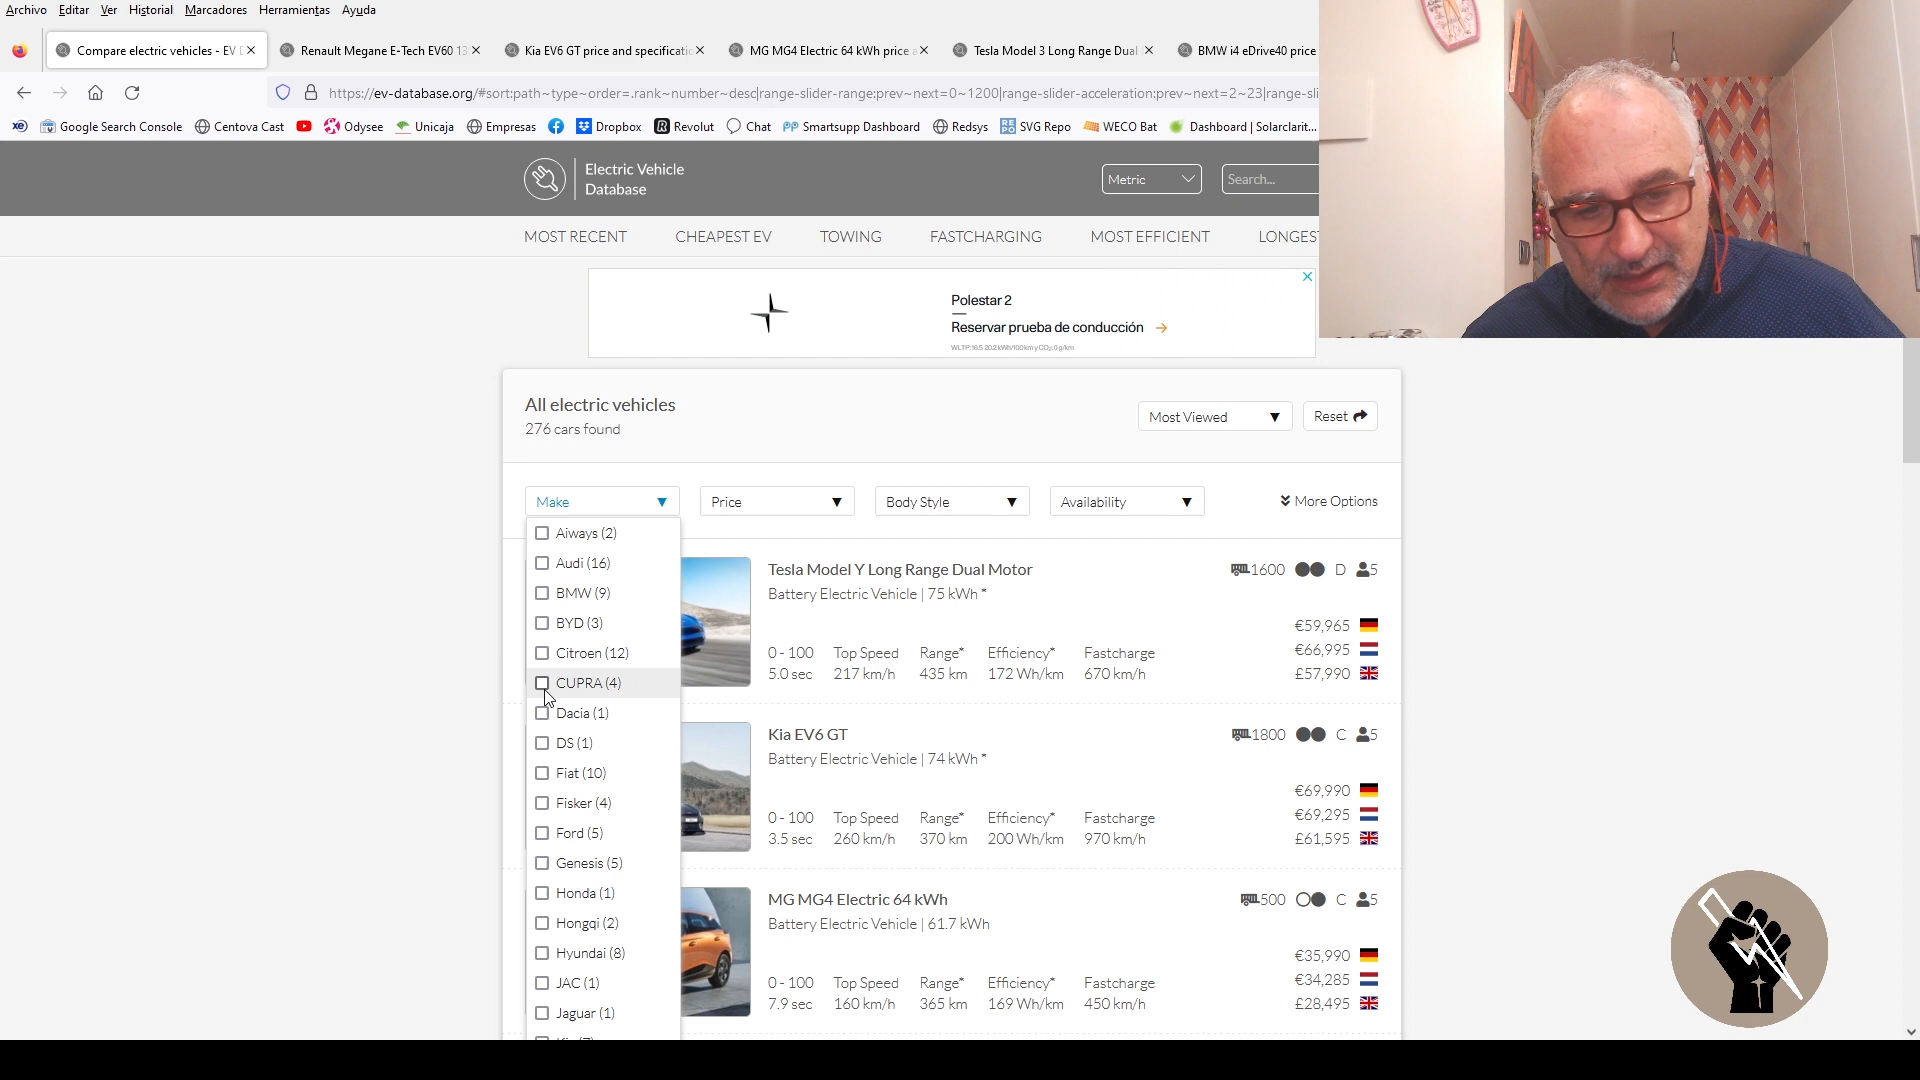 Archivo Editar Ver Historial Marcadores Herramientas Ayuda
Compare electric vehicles - EV D
Renault Megane E-Tech EV60 13
Kia EV6 GT price and specificatio
MG MG4 Electric 64 kWh price a
Tesla Model 3 Long Range Dual
BMW i4 eDrive40 price
https://ev-database.org/#sort:path~type~order=.rank~number~desc|range-slider-range:prev~next=0~1200|range-slider-acceleration:prev~next=2~23|range-sli
Google Search Console Centova Cast Odysee Unicaja Empresas Dropbox Revolut Chat PP Smartsupp Dashboard Redsys SVG Repo WECO Bat Dashboard | Solarclarit...
Electric Vehicle
Database
Metric
Search...
MOST RECENT CHEAPEST EV TOWING FASTCHARGING MOST EFFICIENT LONGEST
Polestar 2
Reservar prueba de conducción
All electric vehicles
276 cars found
Most Viewed
Reset
Make Price Body Style Availability More Options
Aiways (2)
Audi (16)
BMW (9)
BYD (3)
Citroen (12)
CUPRA (4)
Dacia (1)
DS (1)
Fiat (10)
Fisker (4)
Ford (5)
Genesis (5)
Honda (1)
Hongqi (2)
Hyundai (8)
JAC (1)
Jaguar (1)
Tesla Model Y Long Range Dual Motor
1600 D 5
Battery Electric Vehicle | 75 kWh *
€59,965
€66,995
£57,990
0 - 100 Top Speed Range* Efficiency* Fastcharge
5.0 sec 217 km/h 435 km 172 Wh/km 670 km/h
Kia EV6 GT
1800 C 5
Battery Electric Vehicle | 74 kWh *
€69,990
€69,295
£61,595
0 - 100 Top Speed Range* Efficiency* Fastcharge
3.5 sec 260 km/h 370 km 200 Wh/km 970 km/h
MG MG4 Electric 64 kWh
500 C 5
Battery Electric Vehicle | 61.7 kWh
€35,990
€34,285
£28,495
0 - 100 Top Speed Range* Efficiency* Fastcharge
7.9 sec 160 km/h 365 km 169 Wh/km 450 km/h